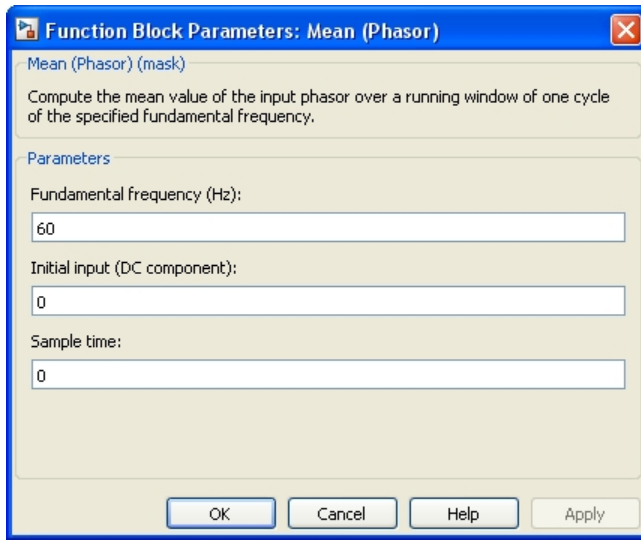 Function Block Parameters: Mean (Phasor)
Mean (Phasor) (mask)
Compute the mean value of the input phasor over a running window of one cycle
of the specified fundamental frequency.
Parameters
Fundamental frequency (Hz):
60
Initial input (DC component):
0
Sample time:
0
OK Cancel Help Apply